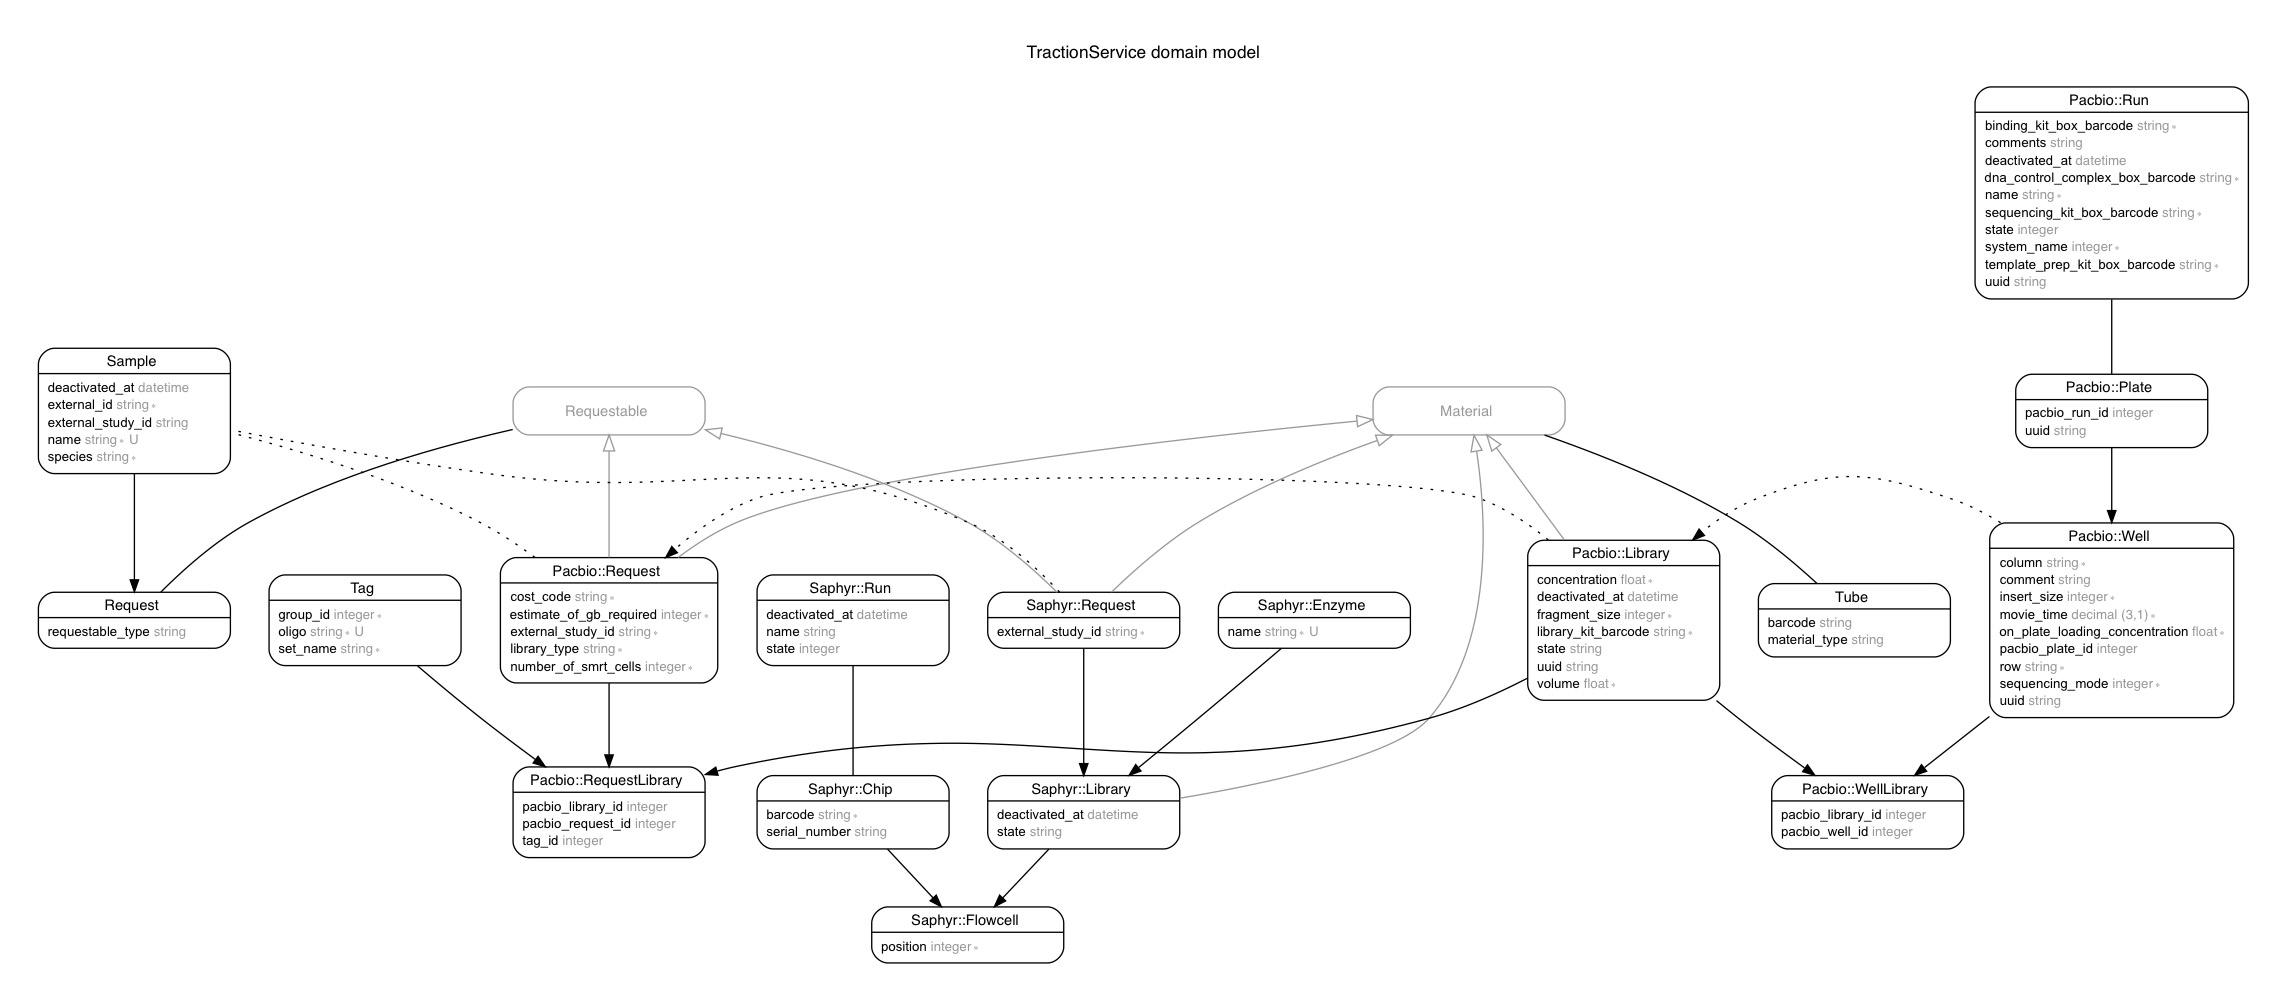 TractionService domain model
Pacbio::Run
binding_kit_box_barcode string *
comments string
deactivated_at datetime
dna_control_complex_box_barcode string *
name string *
sequencing_kit_box_barcode string *
state integer
system_name integer *
template_prep_kit_box_barcode string *
uuid string
Sample
deactivated_at datetime
external_id string *
external_study_id string
name string * U
species string *
Requestable
Material
Pacbio::Plate
pacbio_run_id integer
uuid string
Request
requestable_type string
Tag
group_id integer *
oligo string * U
set_name string *
Pacbio::Request
cost_code string *
estimate_of_gb_required integer *
external_study_id string *
library_type string *
number_of_smrt_cells integer *
Saphyr::Run
deactivated_at datetime
name string
state integer
Saphyr::Request
external_study_id string *
Saphyr::Enzyme
name string * U
Pacbio::Library
concentration float *
deactivated_at datetime
fragment_size integer *
library_kit_barcode string *
state string
uuid string
volume float *
Tube
barcode string
material_type string
Pacbio::Well
column string *
comment string
insert_size integer *
movie_time decimal (3,1) *
on_plate_loading_concentration float *
pacbio_plate_id integer
row string *
sequencing_mode integer *
uuid string
Pacbio::RequestLibrary
pacbio_library_id integer
pacbio_request_id integer
tag_id integer
Saphyr::Chip
barcode string *
serial_number string
Saphyr::Library
deactivated_at datetime
state string
Pacbio::WellLibrary
pacbio_library_id integer
pacbio_well_id integer
Saphyr::Flowcell
position integer *